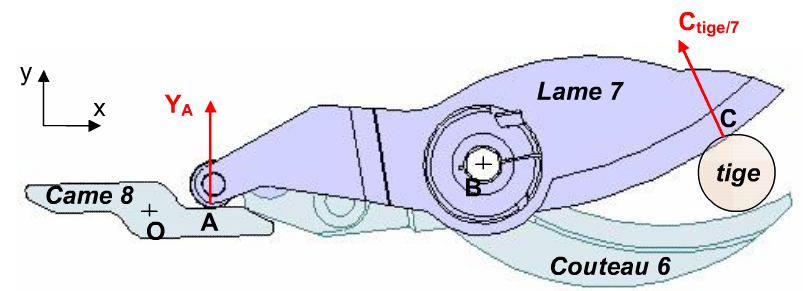 C tige/7
y
x
Y A
Lame 7
C
tige
B
Came 8
O
A
Couteau 6